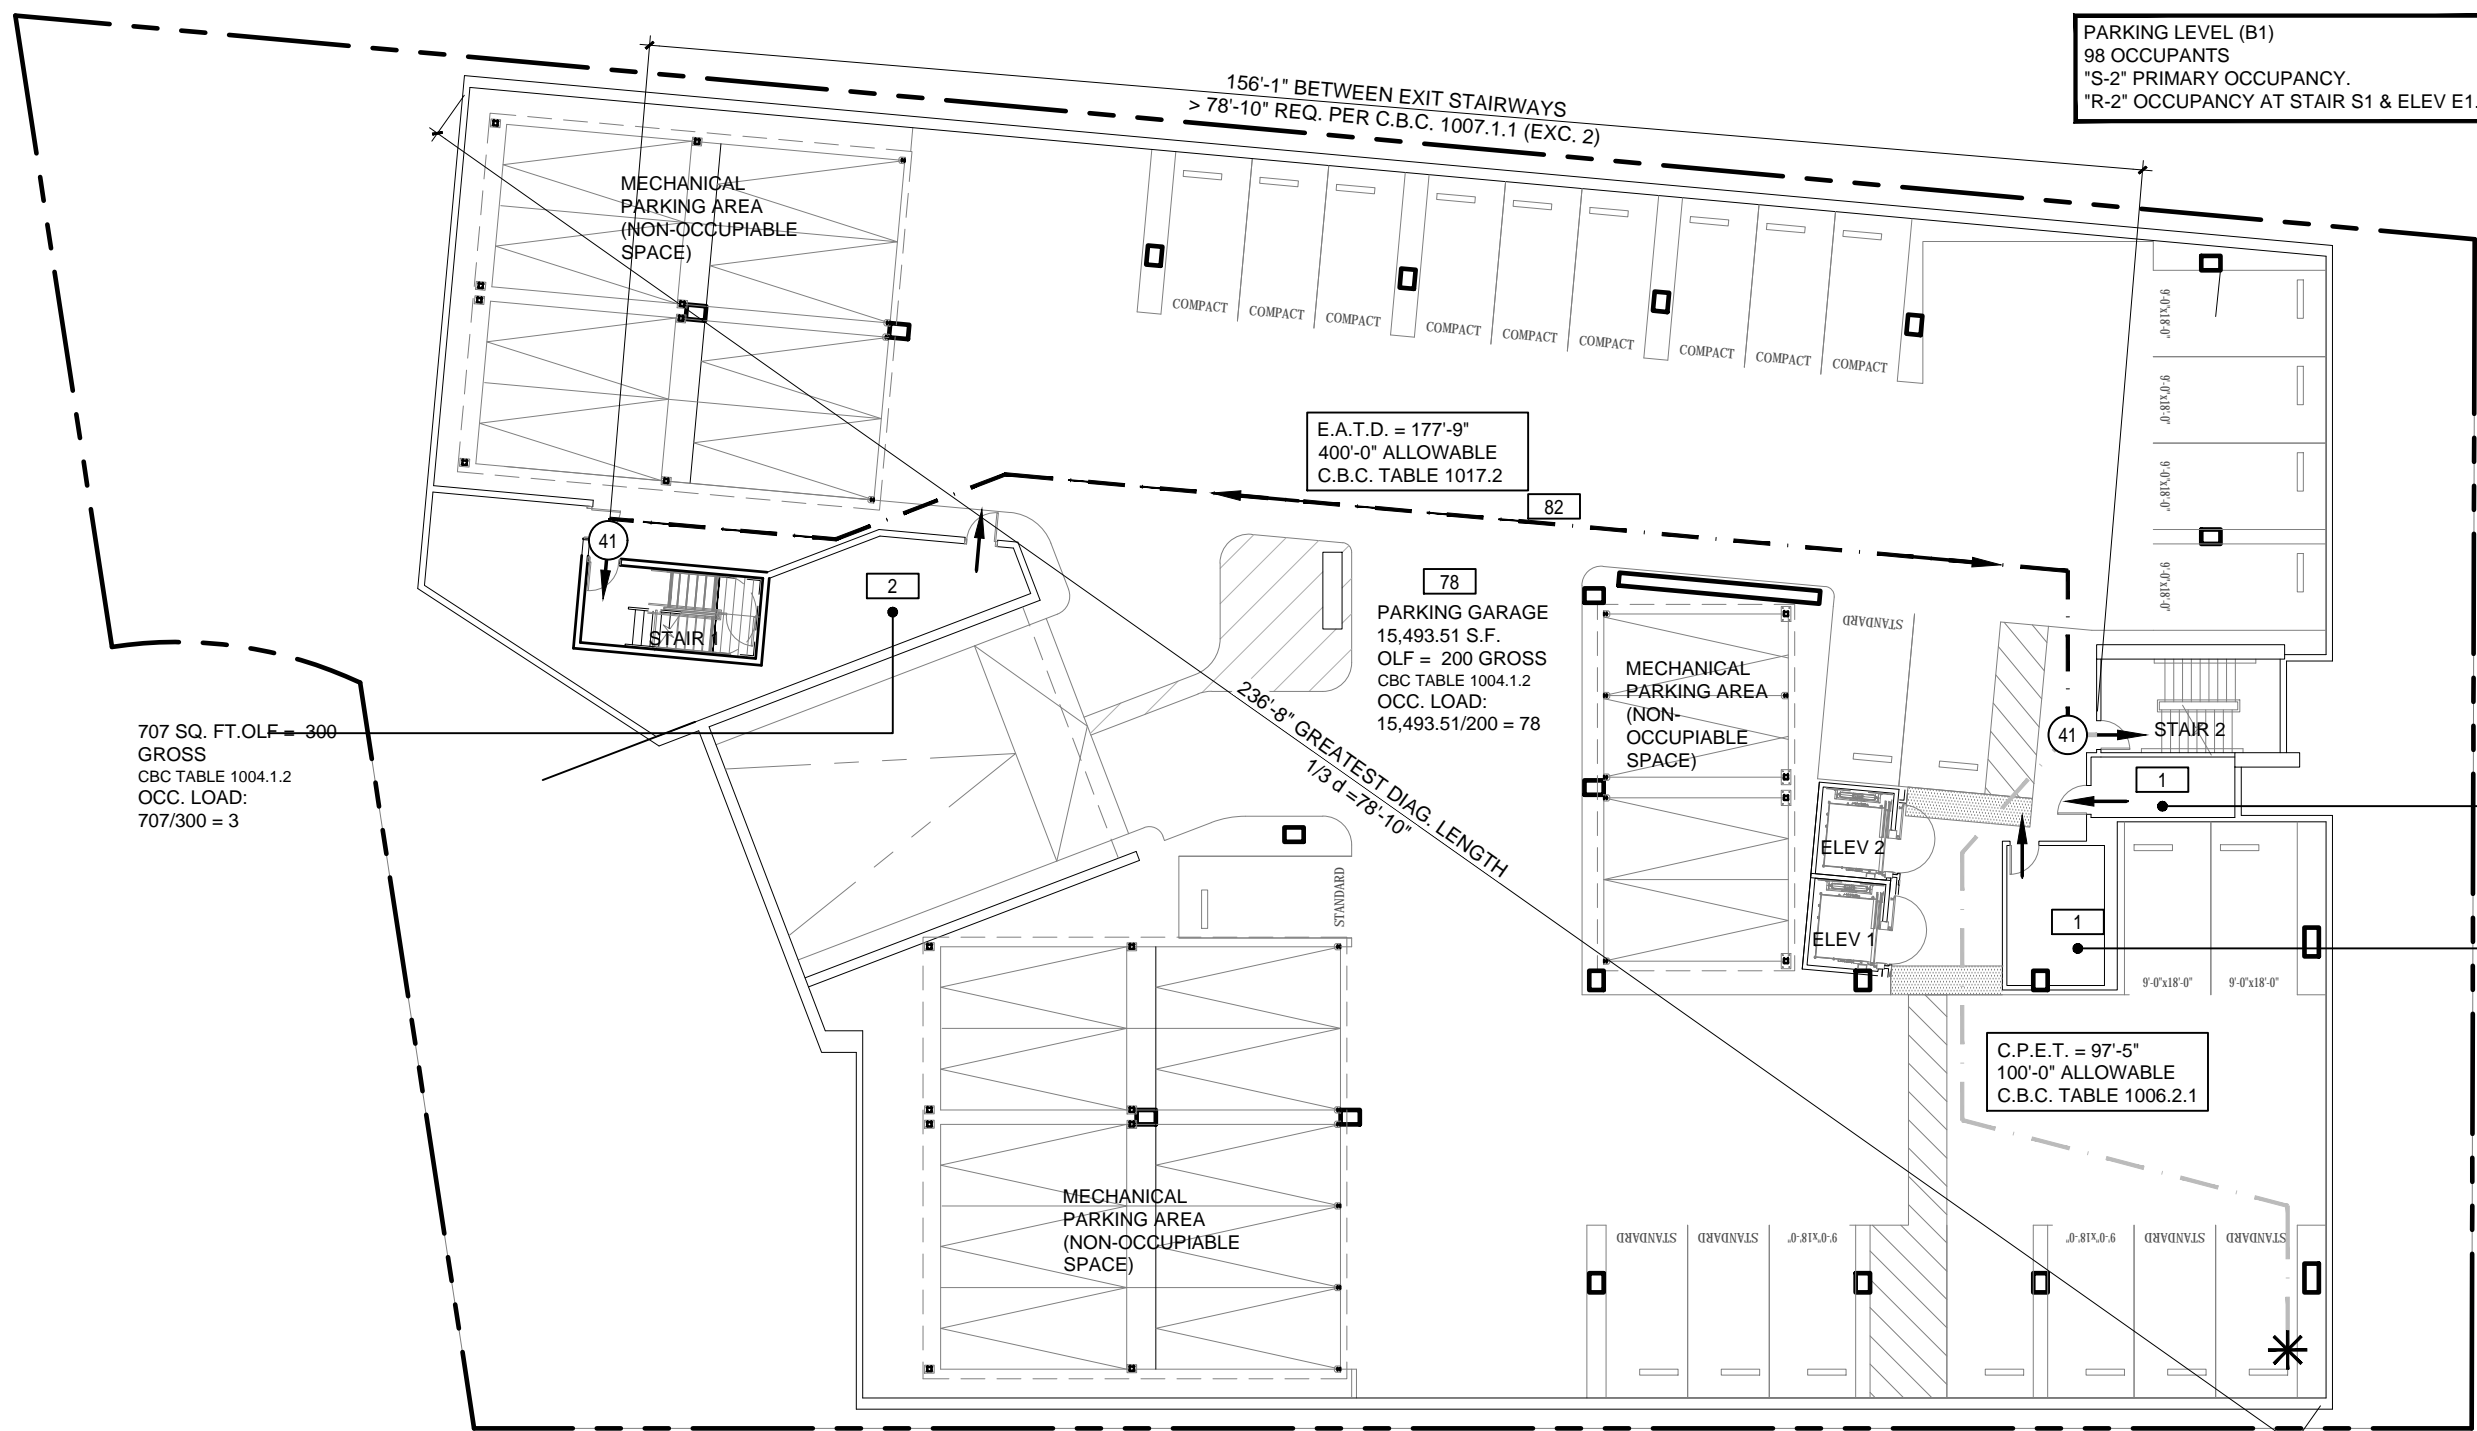 PARKING LEVEL (B1)
98 OCCUPANTS
"S-2" PRIMARY OCCUPANCY.
"R-2" OCCUPANCY AT STAIR S1 & ELEV E1.
156'-1" BETWEEN EXIT STAIRWAYS
> 78'-10" REQ. PER C.B.C. 1007.1.1 (EXC. 2)
MECHANICAL
PARKING AREA
(NON-OCCUPIABLE
SPACE)
COMPACT
COMPACT
COMPACT
COMPACT
COMPACT
COMPACT
COMPACT
COMPACT
COMPACT
9'-0"x18'-0"
9'-0"x18'-0"
9'-0"x18'-0"
9'-0"x18'-0"
E.A.T.D. = 177'-9"
400'-0" ALLOWABLE
C.B.C. TABLE 1017.2
82
41
2
STAIR 1
78
PARKING GARAGE
15,493.51 S.F.
OLF = 200 GROSS
CBC TABLE 1004.1.2
OCC. LOAD:
15,493.51/200 = 78
STANDARD
MECHANICAL
PARKING AREA
(NON-
OCCUPIABLE
SPACE)
41
STAIR 2
1
707 SQ. FT.OLF = 300
GROSS
CBC TABLE 1004.1.2
OCC. LOAD:
707/300 = 3
236'-8" GREATEST DIAG. LENGTH
1/3 d =78'-10"
ELEV 2
ELEV 1
1
STANDARD
9'-0"x18'-0"
9'-0"x18'-0"
C.P.E.T. = 97'-5"
100'-0" ALLOWABLE
C.B.C. TABLE 1006.2.1
MECHANICAL
PARKING AREA
(NON-OCCUPIABLE
SPACE)
STANDARD
STANDARD
9'-0"x18'-0"
9'-0"x18'-0"
STANDARD
STANDARD